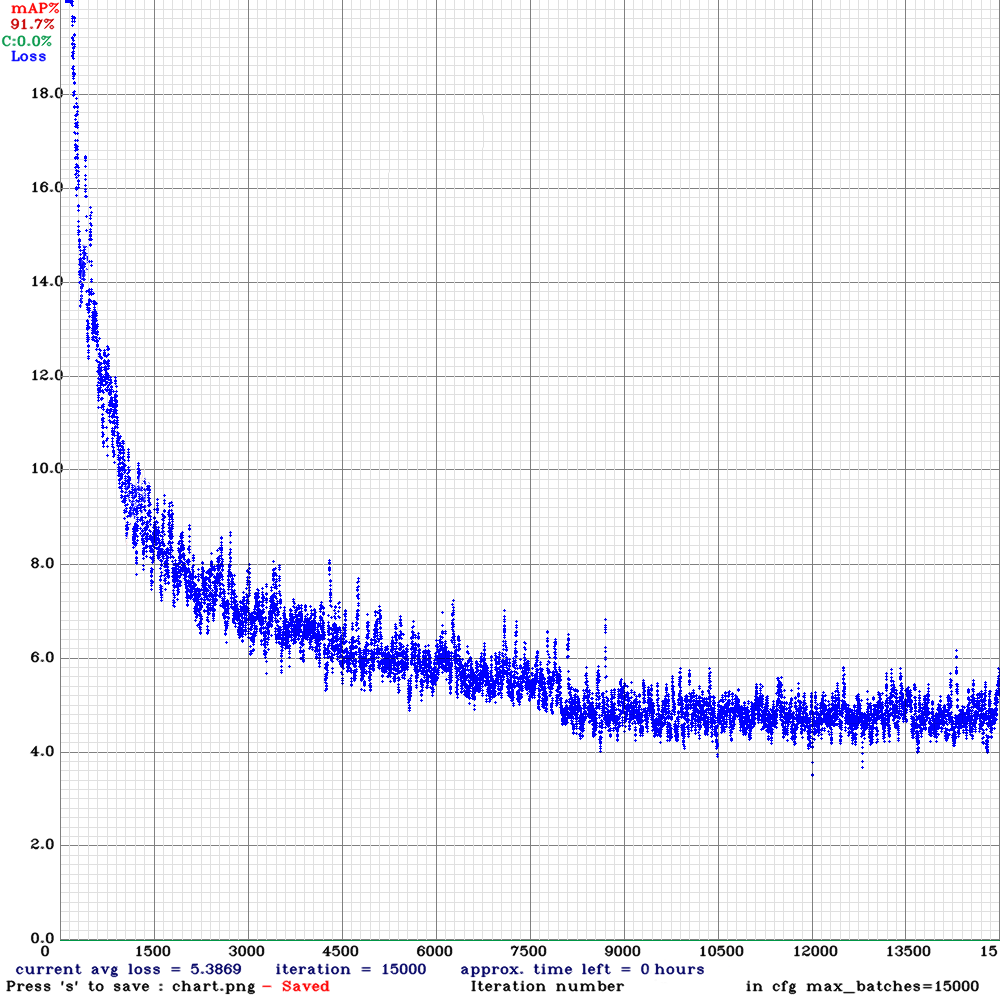 mAP%
91.7%
C:0.0%
Loss
18.0
16.0
14.0
12.0
10.0
8.0
6.0
4.0
2.0
0.0
0 1500 3000 4500 6000 7500 9000 10500 12000 13500 15
current avg loss = 5.3869 iteration = 15000 approx. time left = 0 hours
Press 's' to save : chart.png - Saved Iteration number in cfg max_batches=15000